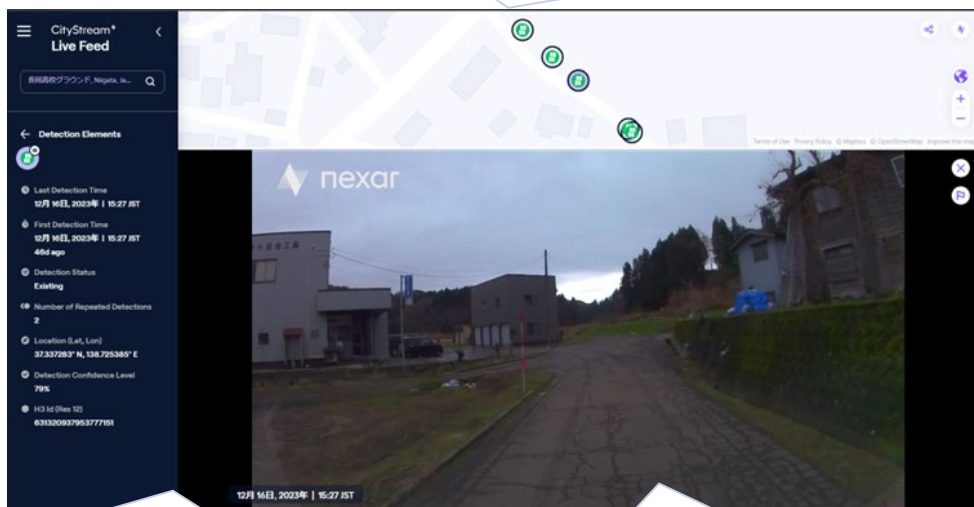 CityStream*
Live Feed
長岡高校グラウンド, Niigata, Ja...
Detection Elements
Last Detection Time
12月 16日, 2023年 | 15:27 JST
First Detection Time
12月 16日, 2023年 | 15:27 JST
46d ago
Detection Status
Existing
Number of Repeated Detections
2
Location (Lat, Lon)
37.337283° N, 138.725385° E
Detection Confidence Level
79%
H3 Id (Res 12)
631320937953777151
Terms of Use Privacy Policy © Mapbox © OpenStreetMap Improve this map
nexar
12月 16日, 2023年 | 15:27 JST